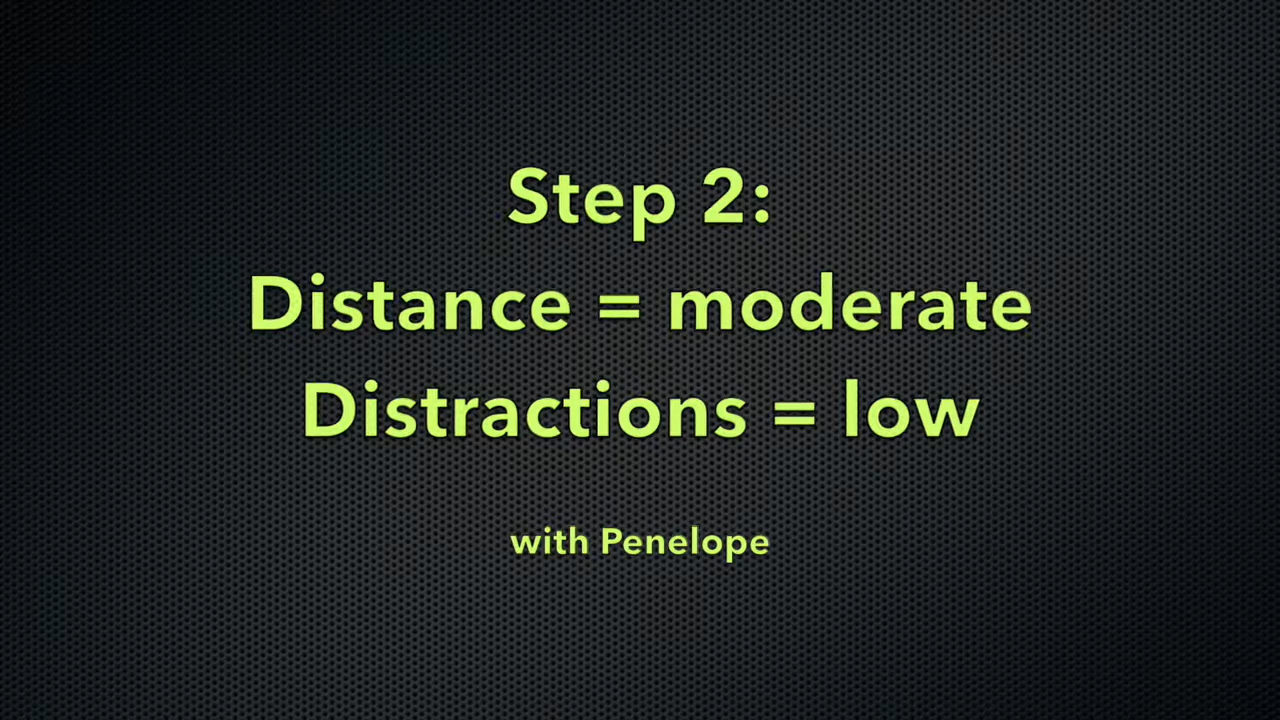 Step 2:
Distance = moderate
Distractions = low
with Penelope